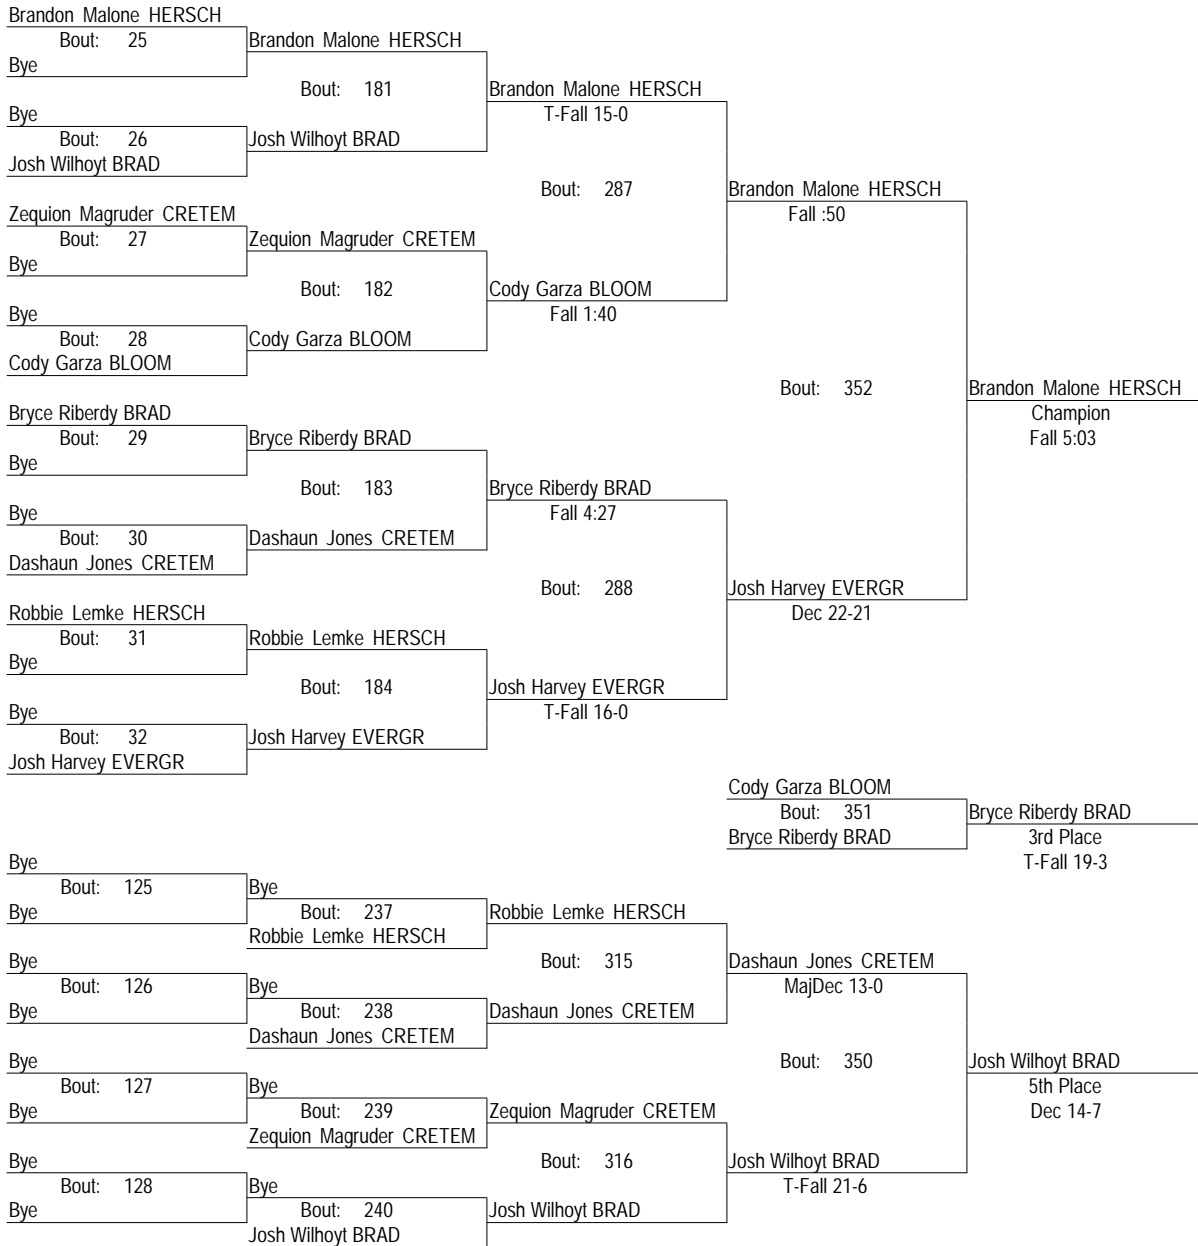 Brandon Malone HERSCH
Bout: 25
Brandon Malone HERSCH
Bye
Bout: 181
Brandon Malone HERSCH
Bye
T-Fall 15-0
Bout: 26
Josh Wilhoyt BRAD
Josh Wilhoyt BRAD
Bout: 287
Brandon Malone HERSCH
Zequion Magruder CRETEM
Fall :50
Bout: 27
Zequion Magruder CRETEM
Bye
Bout: 182
Cody Garza BLOOM
Bye
Fall 1:40
Bout: 28
Cody Garza BLOOM
Cody Garza BLOOM
Bout: 352
Brandon Malone HERSCH
Bryce Riberdy BRAD
Champion
Bout: 29
Bryce Riberdy BRAD
Fall 5:03
Bye
Bout: 183
Bryce Riberdy BRAD
Bye
Fall 4:27
Bout: 30
Dashaun Jones CRETEM
Dashaun Jones CRETEM
Bout: 288
Josh Harvey EVERGR
Robbie Lemke HERSCH
Dec 22-21
Bout: 31
Robbie Lemke HERSCH
Bye
Bout: 184
Josh Harvey EVERGR
Bye
T-Fall 16-0
Bout: 32
Josh Harvey EVERGR
Josh Harvey EVERGR
Cody Garza BLOOM
Bout: 351
Bryce Riberdy BRAD
Bryce Riberdy BRAD
3rd Place
T-Fall 19-3
Bye
Bout: 125
Bye
Bye
Bout: 237
Robbie Lemke HERSCH
Robbie Lemke HERSCH
Bye
Bout: 315
Dashaun Jones CRETEM
Bout: 126
Bye
MajDec 13-0
Bye
Bout: 238
Dashaun Jones CRETEM
Dashaun Jones CRETEM
Bye
Bout: 350
Josh Wilhoyt BRAD
Bout: 127
Bye
5th Place
Bye
Bout: 239
Zequion Magruder CRETEM
Dec 14-7
Zequion Magruder CRETEM
Bye
Bout: 316
Josh Wilhoyt BRAD
Bout: 128
Bye
T-Fall 21-6
Bye
Bout: 240
Josh Wilhoyt BRAD
Josh Wilhoyt BRAD